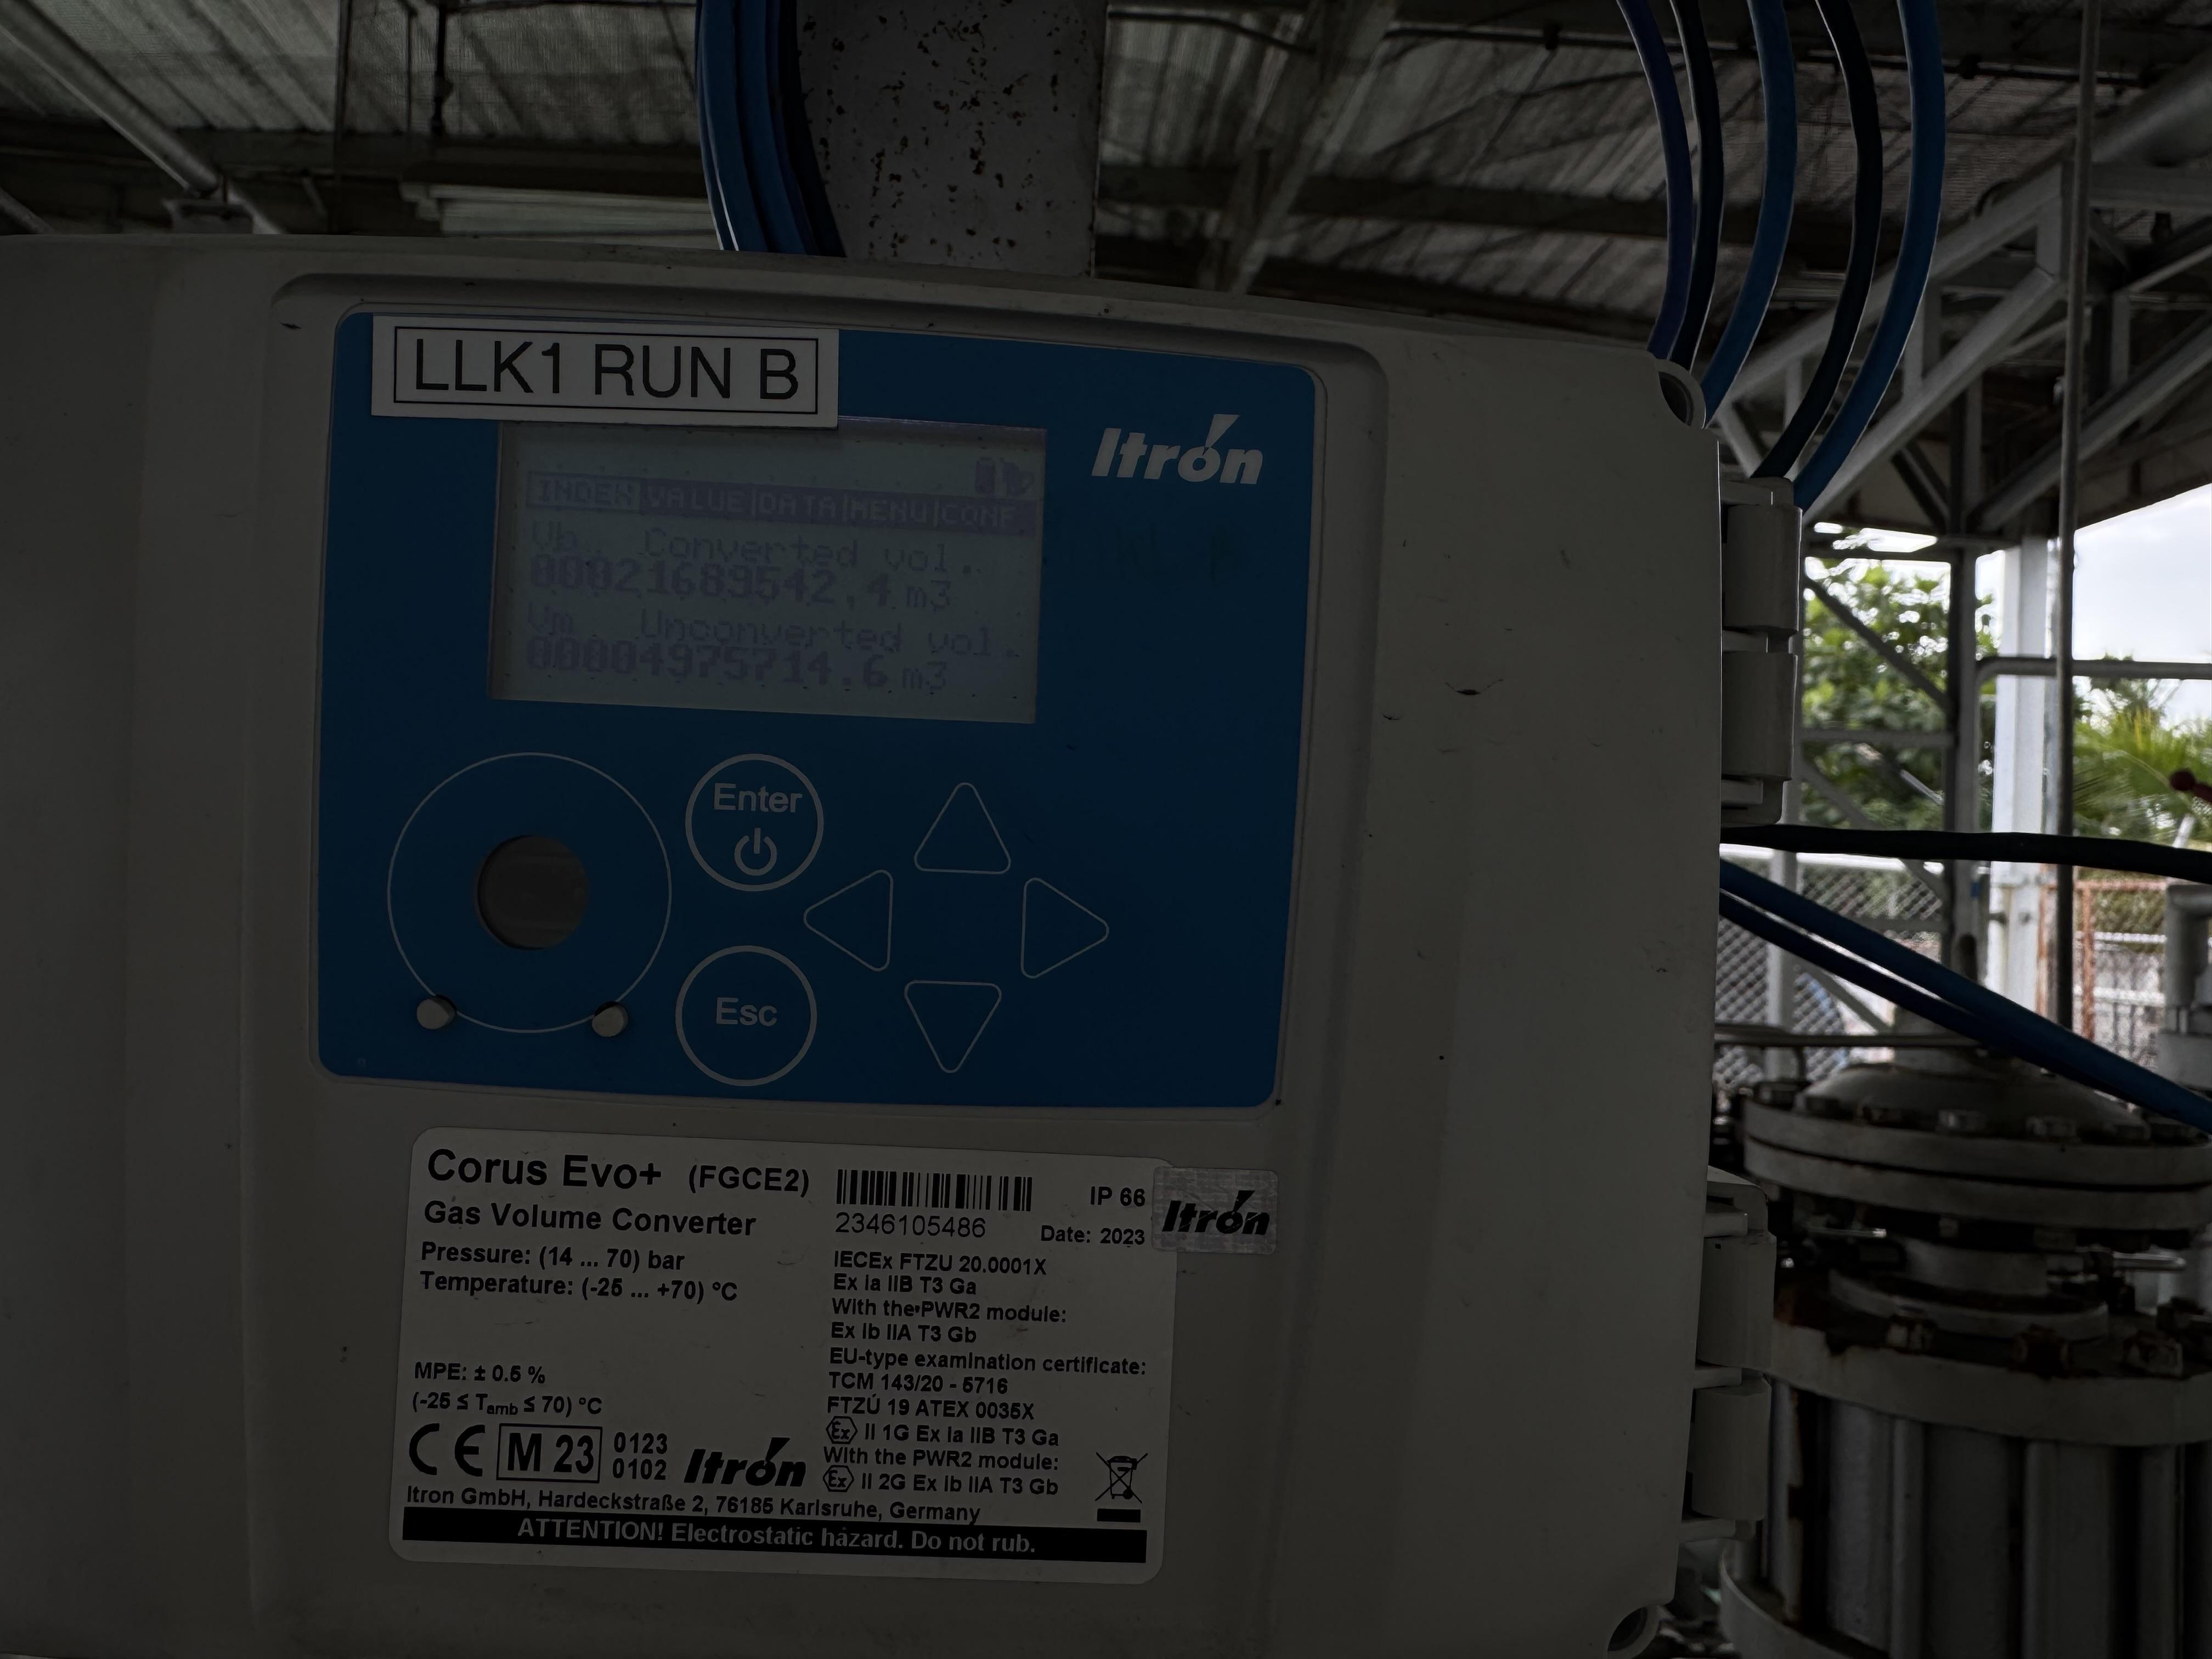 LLK1 RUN B
Itrón
INDEX VALUE|DATA|MENU|CONF
Vb Converted vol.
00021689542.4 m3
Vm Unconverted vol.
00004975714.6 m3
Enter
Esc
Corus Evo+ (FGCE2)
Gas Volume Converter
Pressure: (14 ... 70) bar
Temperature: (-25 ... +70) °C
MPE: ± 0.5 %
(-25 ≤ Tamb ≤ 70) °C
CE M 23 0123
0102
Itrón
2346105486
IP 66
Date: 2023
Itrón
IECEx FTZU 20.0001X
Ex ia IIB T3 Ga
With the PWR2 module:
Ex ib IIA T3 Gb
EU-type examination certificate:
TCM 143/20 - 5716
FTZÚ 19 ATEX 0035X
Ex II 1G Ex ia IIB T3 Ga
With the PWR2 module:
Ex II 2G Ex ib IIA T3 Gb
Itron GmbH, Hardeckstraße 2, 76185 Karlsruhe, Germany
ATTENTION! Electrostatic hazard. Do not rub.